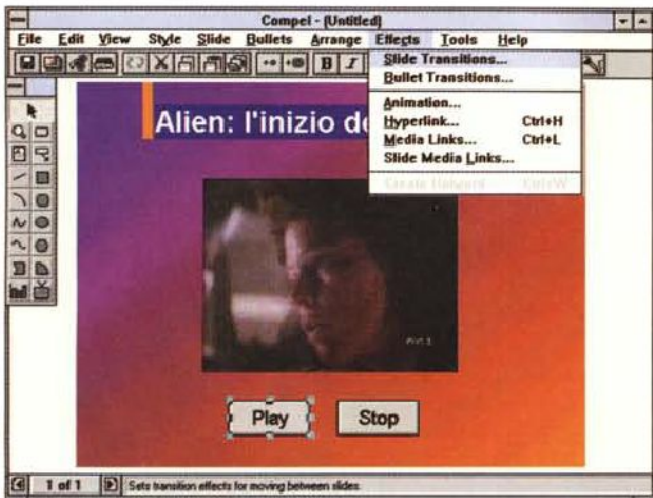 Compel - (Untitled)
File Edit View Style Slide Bullets Arrange Effects Tools Help
B I
Slide Transitions...
Bullet Transitions...
Animation...
Hyperlink... Ctrl+H
Media Links... Ctrl+L
Slide Media Links...
Alien: l'inizio de
Play
Stop
1 of 1
Sets transition effects for moving between slides.